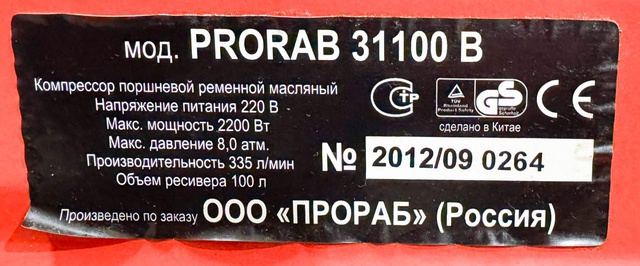 мод. PRORAB 31100 B
Компрессор поршневой ременной масляный
Напряжение питания 220 В
Макс. мощность 2200 Вт
Макс. давление 8,0 атм.
Производительность 335 л/мин
Объем ресивера 100 л
сделано в Китае
№ 2012/09 0264
Произведено по заказу ООО «ПРОРАБ» (Россия)